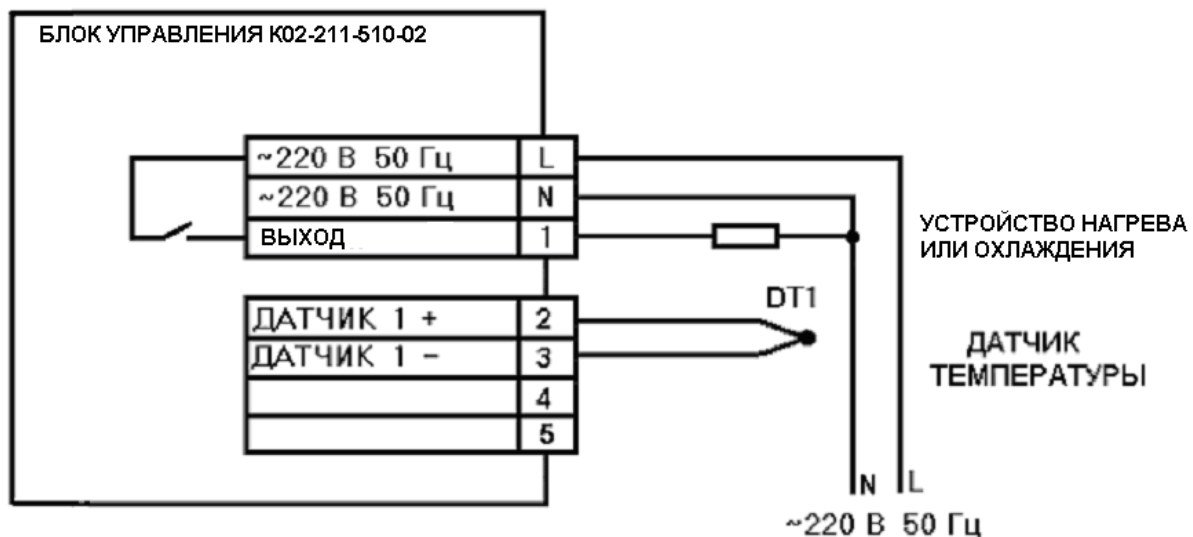 БЛОК УПРАВЛЕНИЯ К02-211-510-02
~220 В 50 Гц L
~220 В 50 Гц N
ВЫХОД 1
УСТРОЙСТВО НАГРЕВА
ИЛИ ОХЛАЖДЕНИЯ
DT1
ДАТЧИК 1 + 2
ДАТЧИК 1 – 3
4
5
ДАТЧИК
ТЕМПЕРАТУРЫ
N L
~220 В 50 Гц